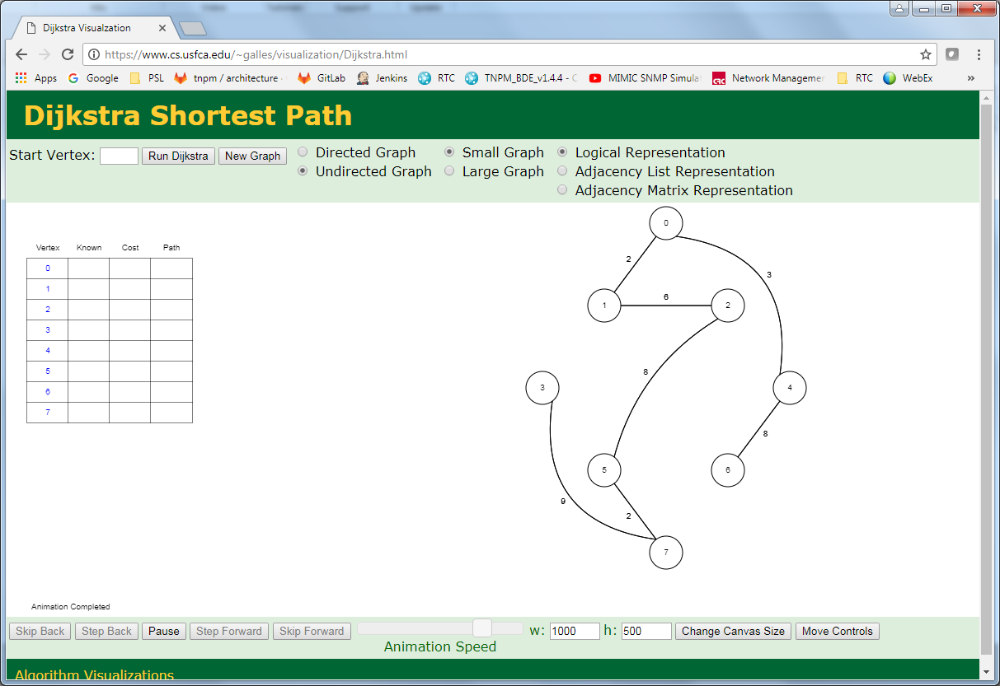 Dijkstra Visualzation
https://www.cs.usfca.edu/~galles/visualization/Dijkstra.html
Apps Google PSL tnpm / architecture GitLab Jenkins RTC TNPM_BDE_v1.4.4 - MIMIC SNMP Simula Network Managemen RTC WebEx »
Dijkstra Shortest Path
Start Vertex: Run Dijkstra New Graph Directed Graph Small Graph Logical Representation
Undirected Graph Large Graph Adjacency List Representation
Adjacency Matrix Representation
Vertex Known Cost Path
0
1
2
3
4
5
6
7
0
2
3
6
1
2
8
3
4
8
5
6
9
2
7
Animation Completed
Skip Back Step Back Pause Step Forward Skip Forward w: 1000 h: 500 Change Canvas Size Move Controls
Animation Speed
Algorithm Visualizations